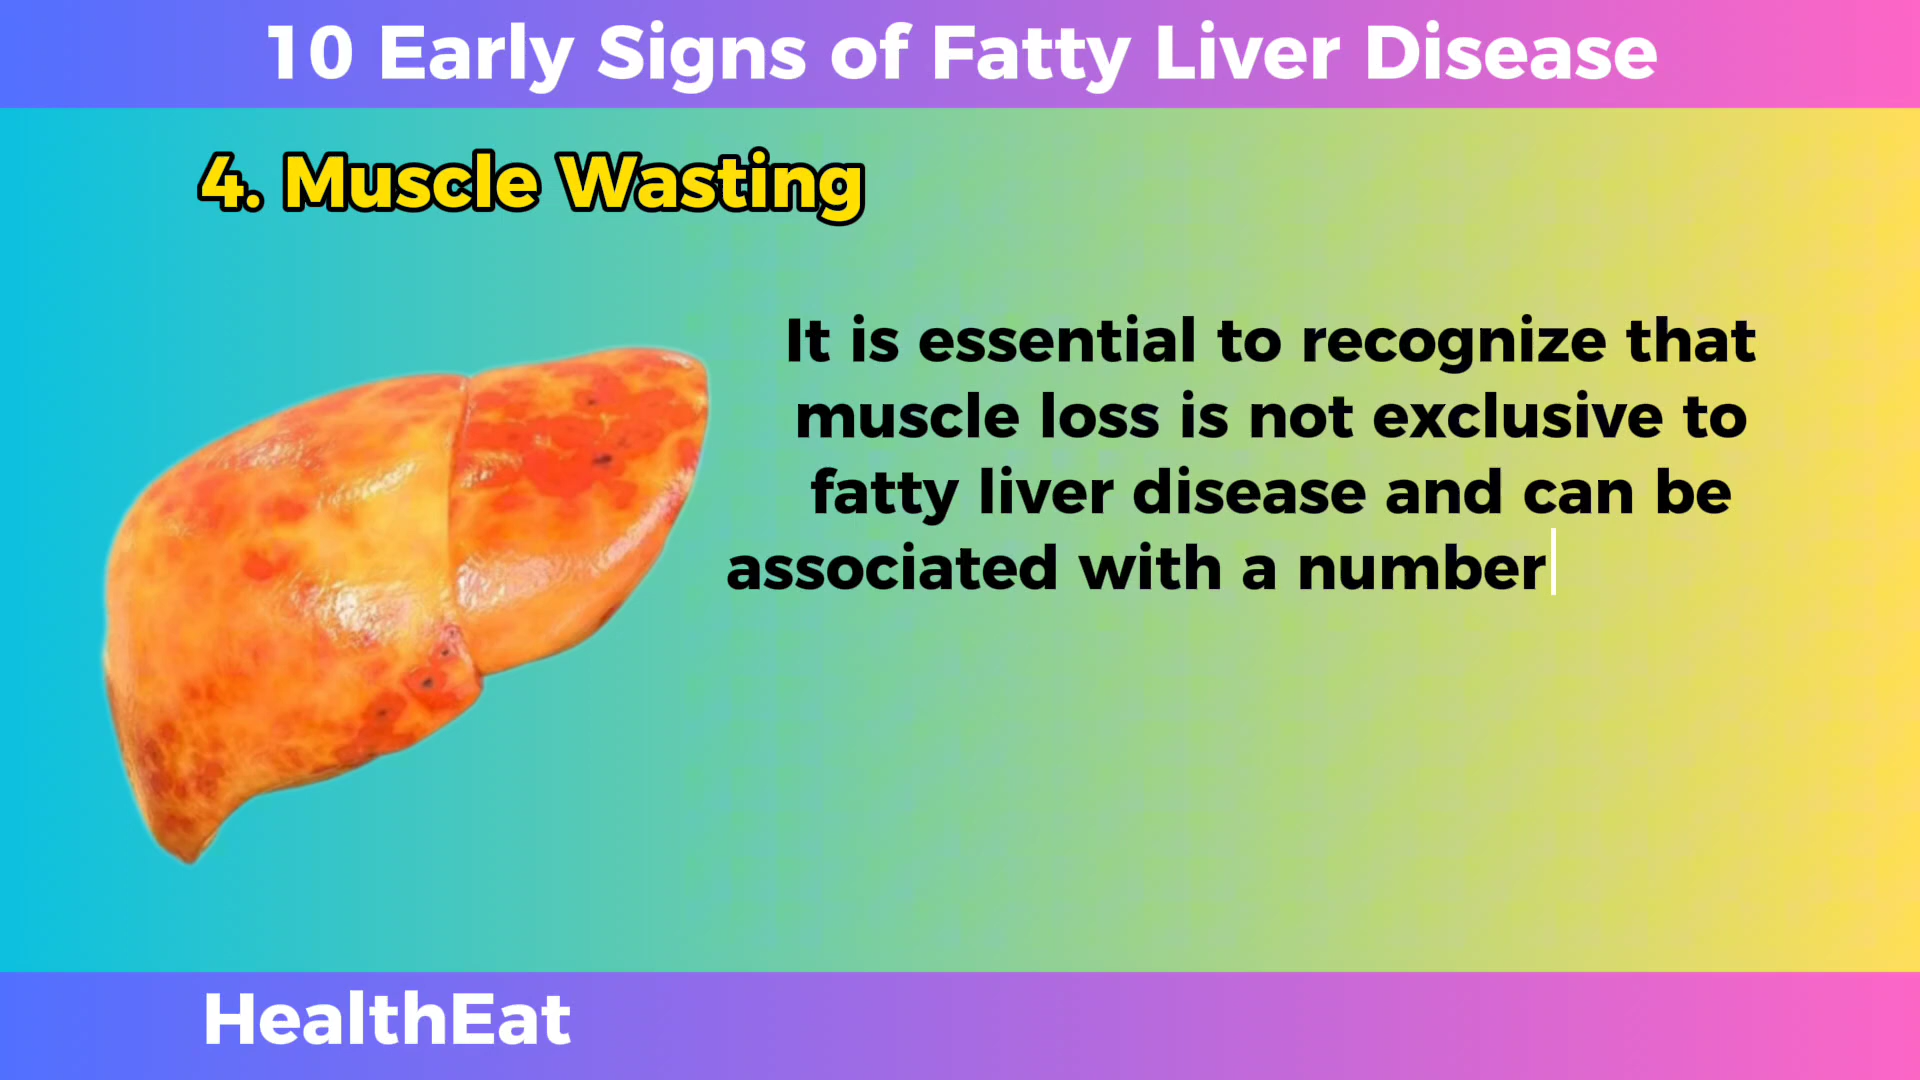 10 Early Signs of Fatty Liver Disease
4. Muscle Wasting
It is essential to recognize that
muscle loss is not exclusive to
fatty liver disease and can be
associated with a number
HealthEat